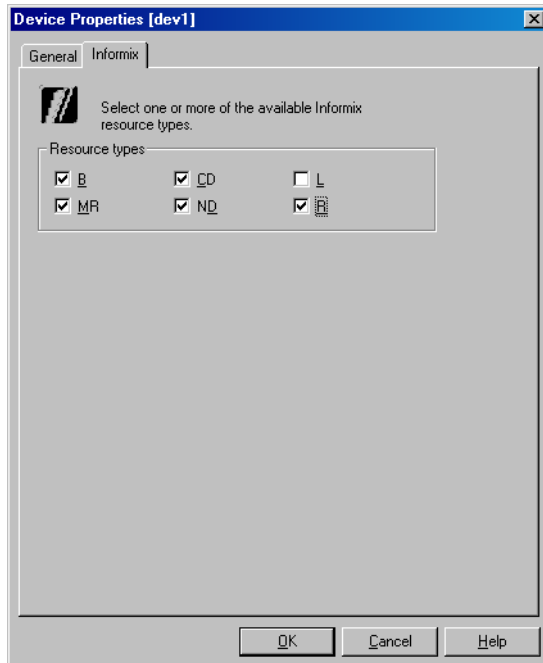 Device Properties [dev1]
General Informix
Select one or more of the available Informix
resource types.
Resource types
B CD L
MR ND R
OK Cancel Help